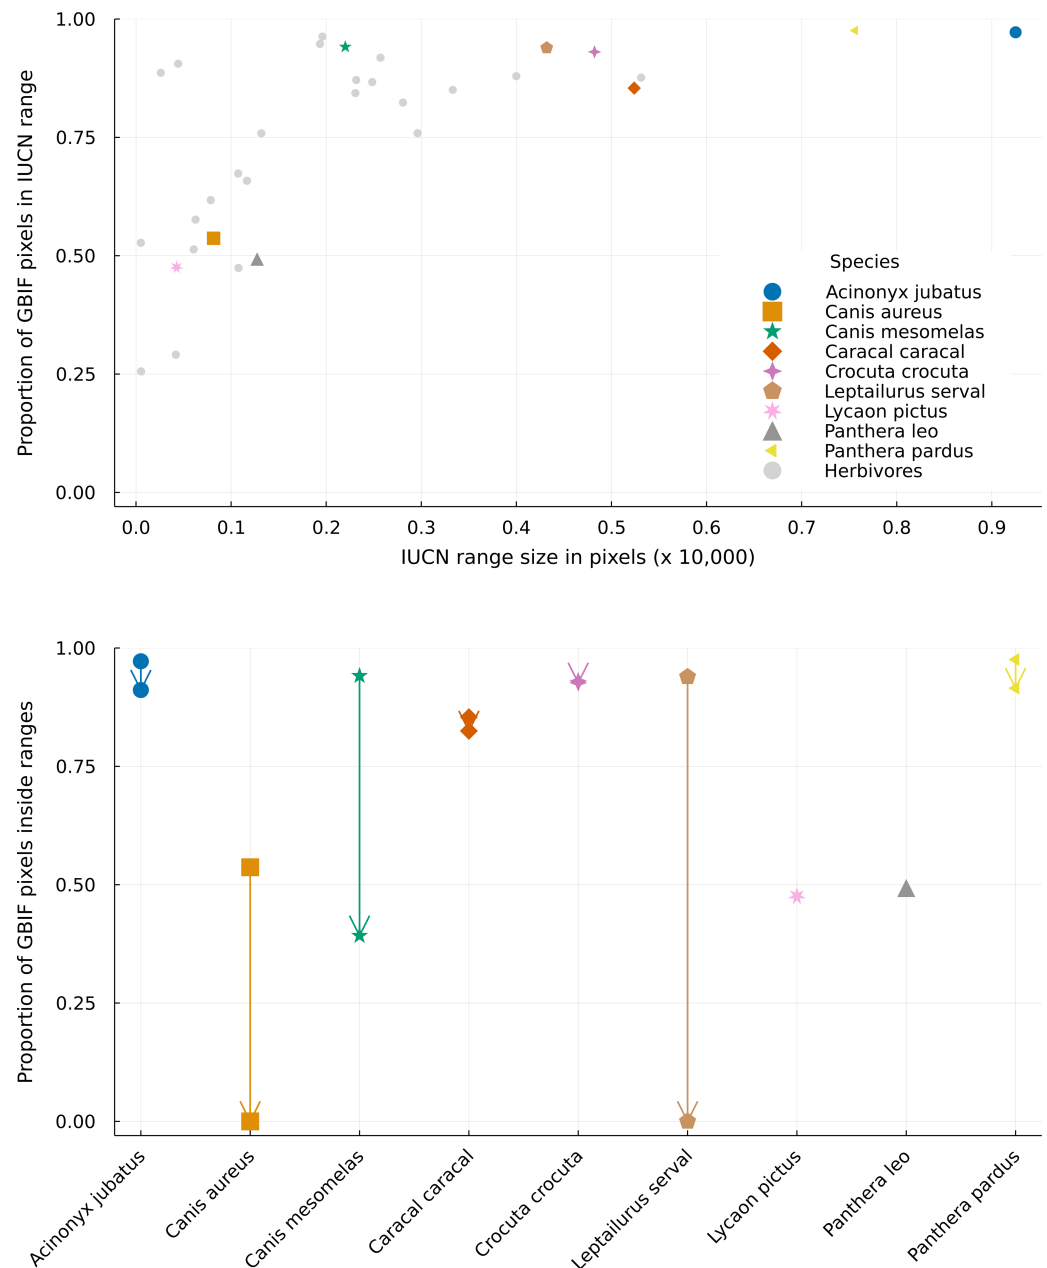 1.00
0.75
0.50
0.25
0.00
Proportion of GBIF pixels in IUCN range
Species
Acinonyx jubatus
Canis aureus
Canis mesomelas
Caracal caracal
Crocuta crocuta
Leptailurus serval
Lycaon pictus
Panthera leo
Panthera pardus
Herbivores
0.0 0.1 0.2 0.3 0.4 0.5 0.6 0.7 0.8 0.9
IUCN range size in pixels (x 10,000)
1.00
0.75
0.50
0.25
0.00
Proportion of GBIF pixels inside ranges
Acinonyx jubatus
Canis aureus
Canis mesomelas
Caracal caracal
Crocuta crocuta
Leptailurus serval
Lycaon pictus
Panthera leo
Panthera pardus